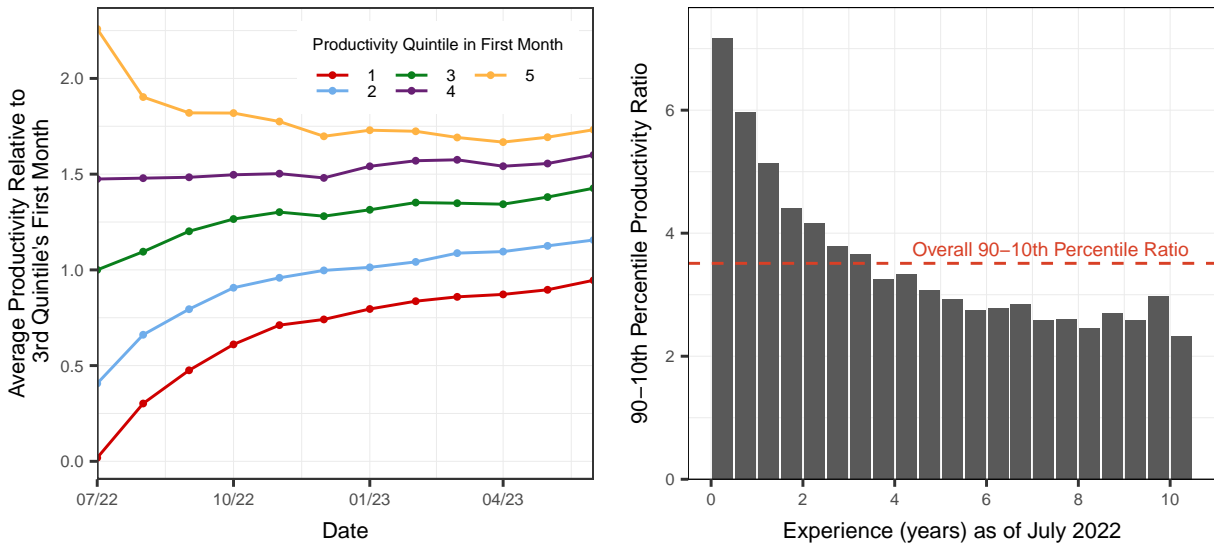 Average Productivity Relative to
3rd Quintile's First Month
2.0
1.5
1.0
0.5
0.0
Productivity Quintile in First Month
1 3 5
2 4
07/22 10/22 01/23 04/23
Date
90−10th Percentile Productivity Ratio
6
4
2
0
Overall 90−10th Percentile Ratio
0 2 4 6 8 10
Experience (years) as of July 2022